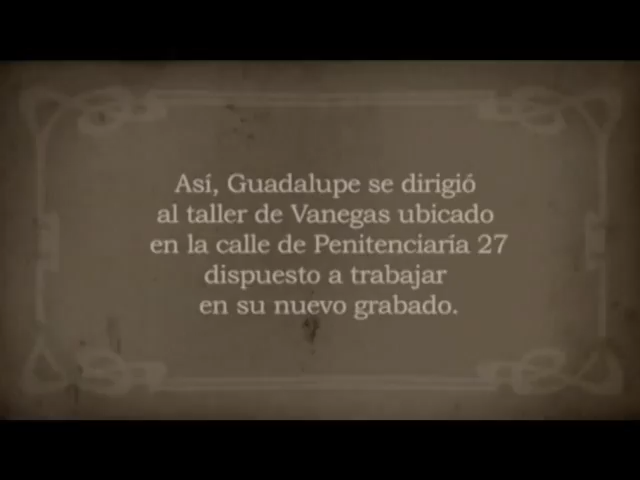 Así, Guadalupe se dirigió
al taller de Vanegas ubicado
en la calle de Penitenciaría 27
dispuesto a trabajar
en su nuevo grabado.